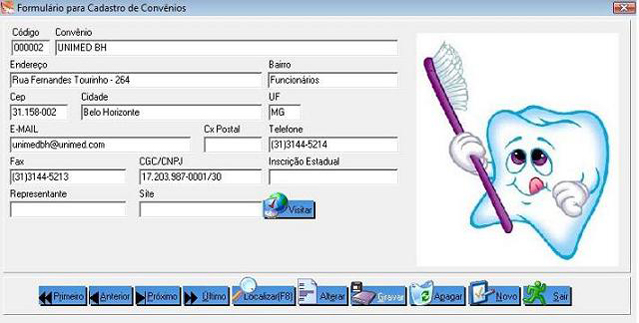 Formulário para Cadastro de Convênios
Código Convênio
000002 UNIMED BH
Endereço Bairro
Rua Fernandes Tourinho - 264 Funcionários
Cep Cidade UF
31.158-002 Belo Horizonte MG
E-MAIL Cx Postal Telefone
unimedbh@unimed.com (31)3144-5214
Fax CGC/CNPJ Inscrição Estadual
(31)3144-5213 17.203.987-0001/30
Representante Site
Visitar
Primeiro Anterior Próximo Último Localizar(F8) Alterar Gravar Apagar Novo Sair